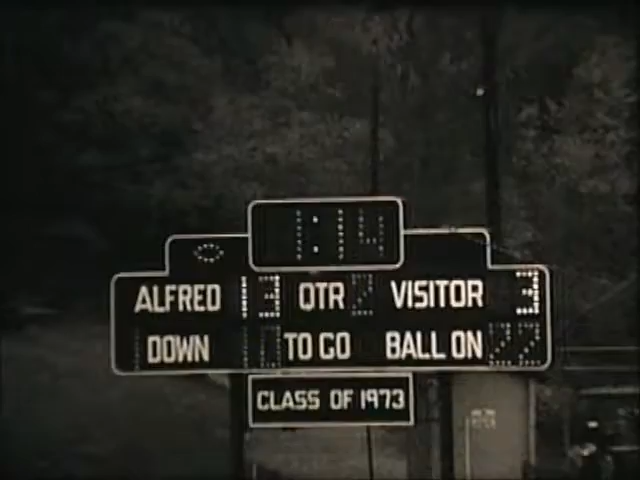 1:14
ALFRED 13 QTR 2 VISITOR 3
1 DOWN 10 TO GO BALL ON 22
CLASS OF 1973